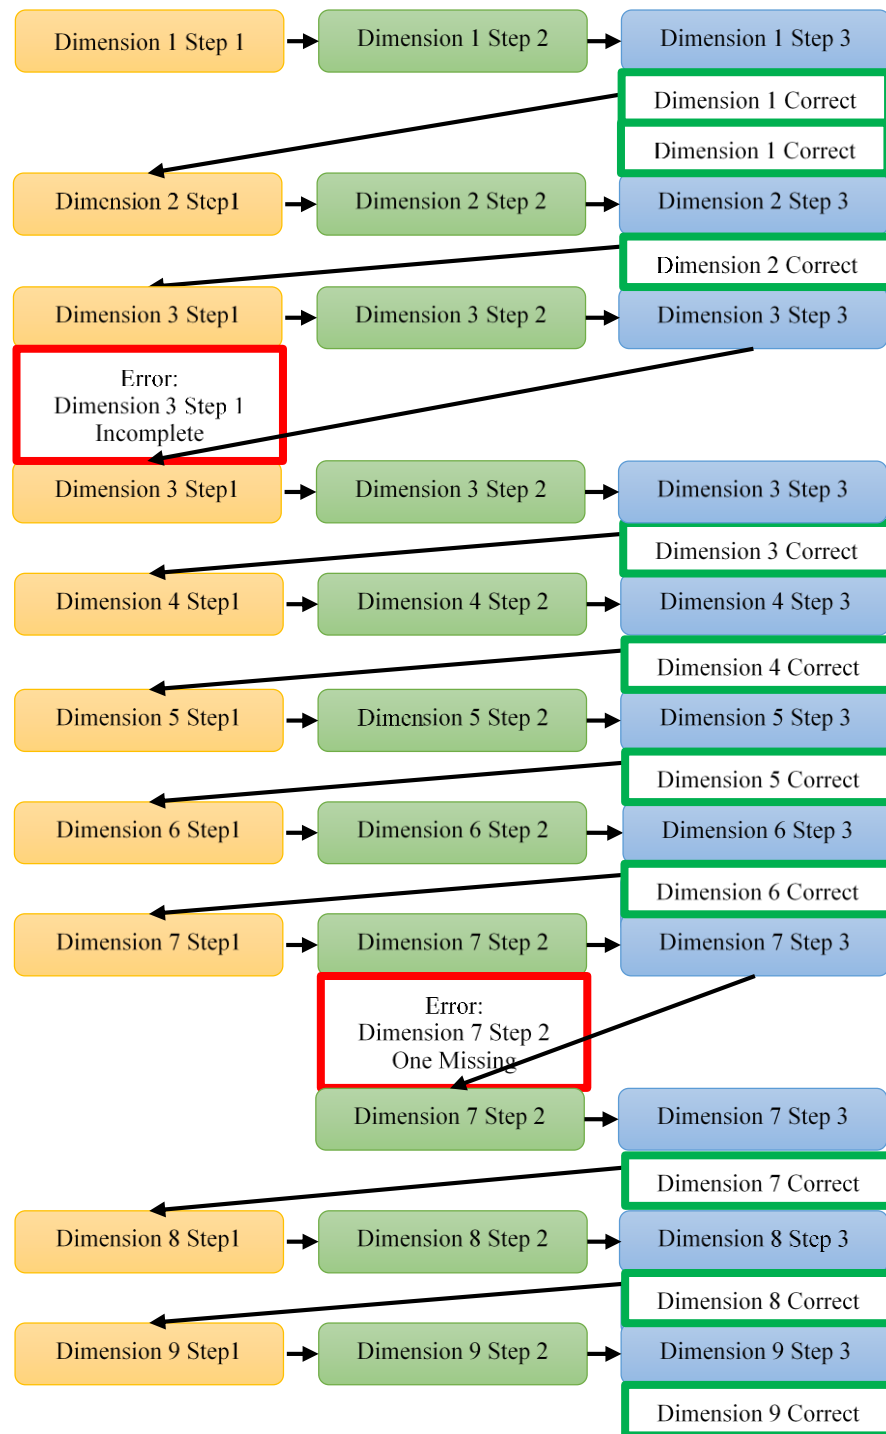 Dimension 1 Step 1
Dimension 1 Step 2
Dimension 1 Step 3
Dimension 1 Correct
Dimension 1 Correct
Dimension 2 Step1
Dimension 2 Step 2
Dimension 2 Step 3
Dimension 2 Correct
Dimension 3 Step1
Dimension 3 Step 2
Dimension 3 Step 3
Error:
Dimension 3 Step 1
Incomplete
Dimension 3 Step1
Dimension 3 Step 2
Dimension 3 Step 3
Dimension 3 Correct
Dimension 4 Step1
Dimension 4 Step 2
Dimension 4 Step 3
Dimension 4 Correct
Dimension 5 Step1
Dimension 5 Step 2
Dimension 5 Step 3
Dimension 5 Correct
Dimension 6 Step1
Dimension 6 Step 2
Dimension 6 Step 3
Dimension 6 Correct
Dimension 7 Step1
Dimension 7 Step 2
Dimension 7 Step 3
Error:
Dimension 7 Step 2
One Missing
Dimension 7 Step 2
Dimension 7 Step 3
Dimension 7 Correct
Dimension 8 Step1
Dimension 8 Step 2
Dimension 8 Step 3
Dimension 8 Correct
Dimension 9 Step1
Dimension 9 Step 2
Dimension 9 Step 3
Dimension 9 Correct